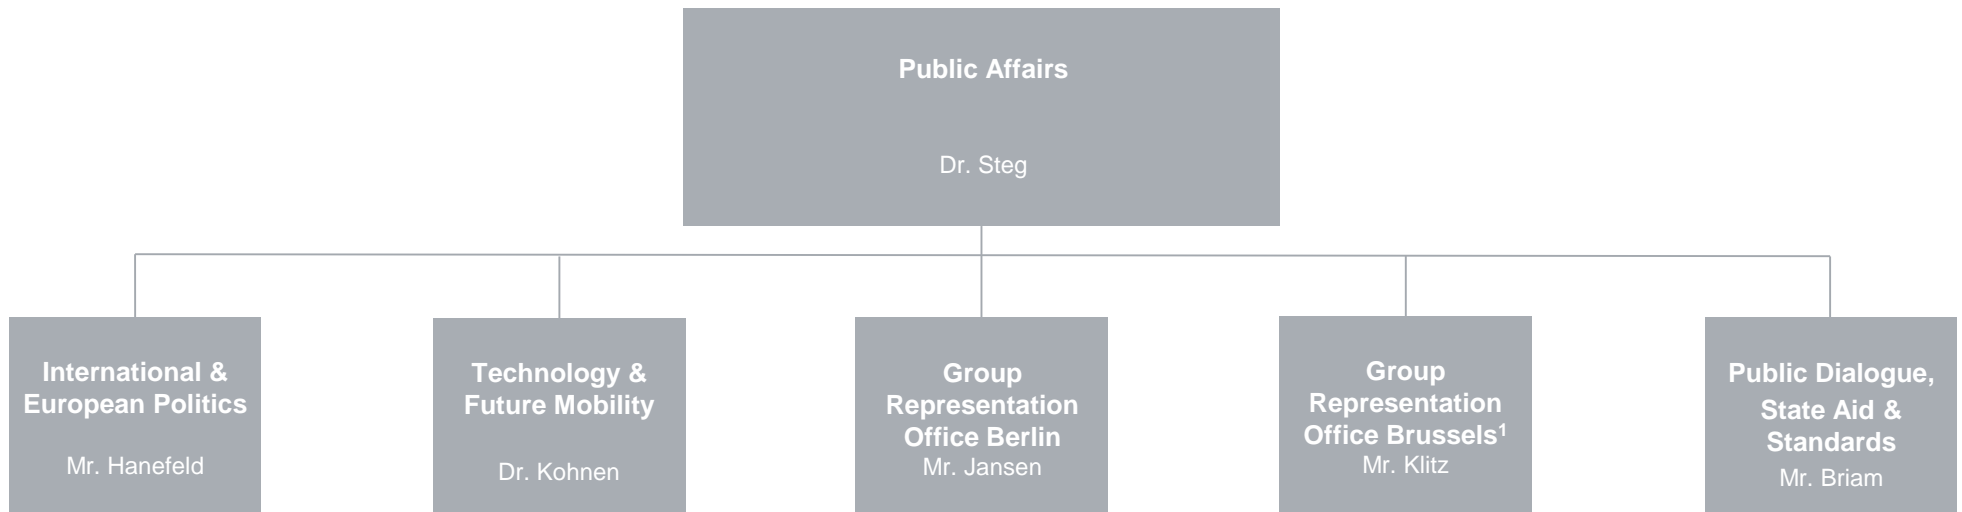 Public Affairs
Dr. Steg
International &
European Politics
Mr. Hanefeld
Technology &
Future Mobility
Dr. Kohnen
Group
Representation
Office Berlin
Mr. Jansen
Group
Representation
Office Brussels¹
Mr. Klitz
Public Dialogue,
State Aid &
Standards
Mr. Briam